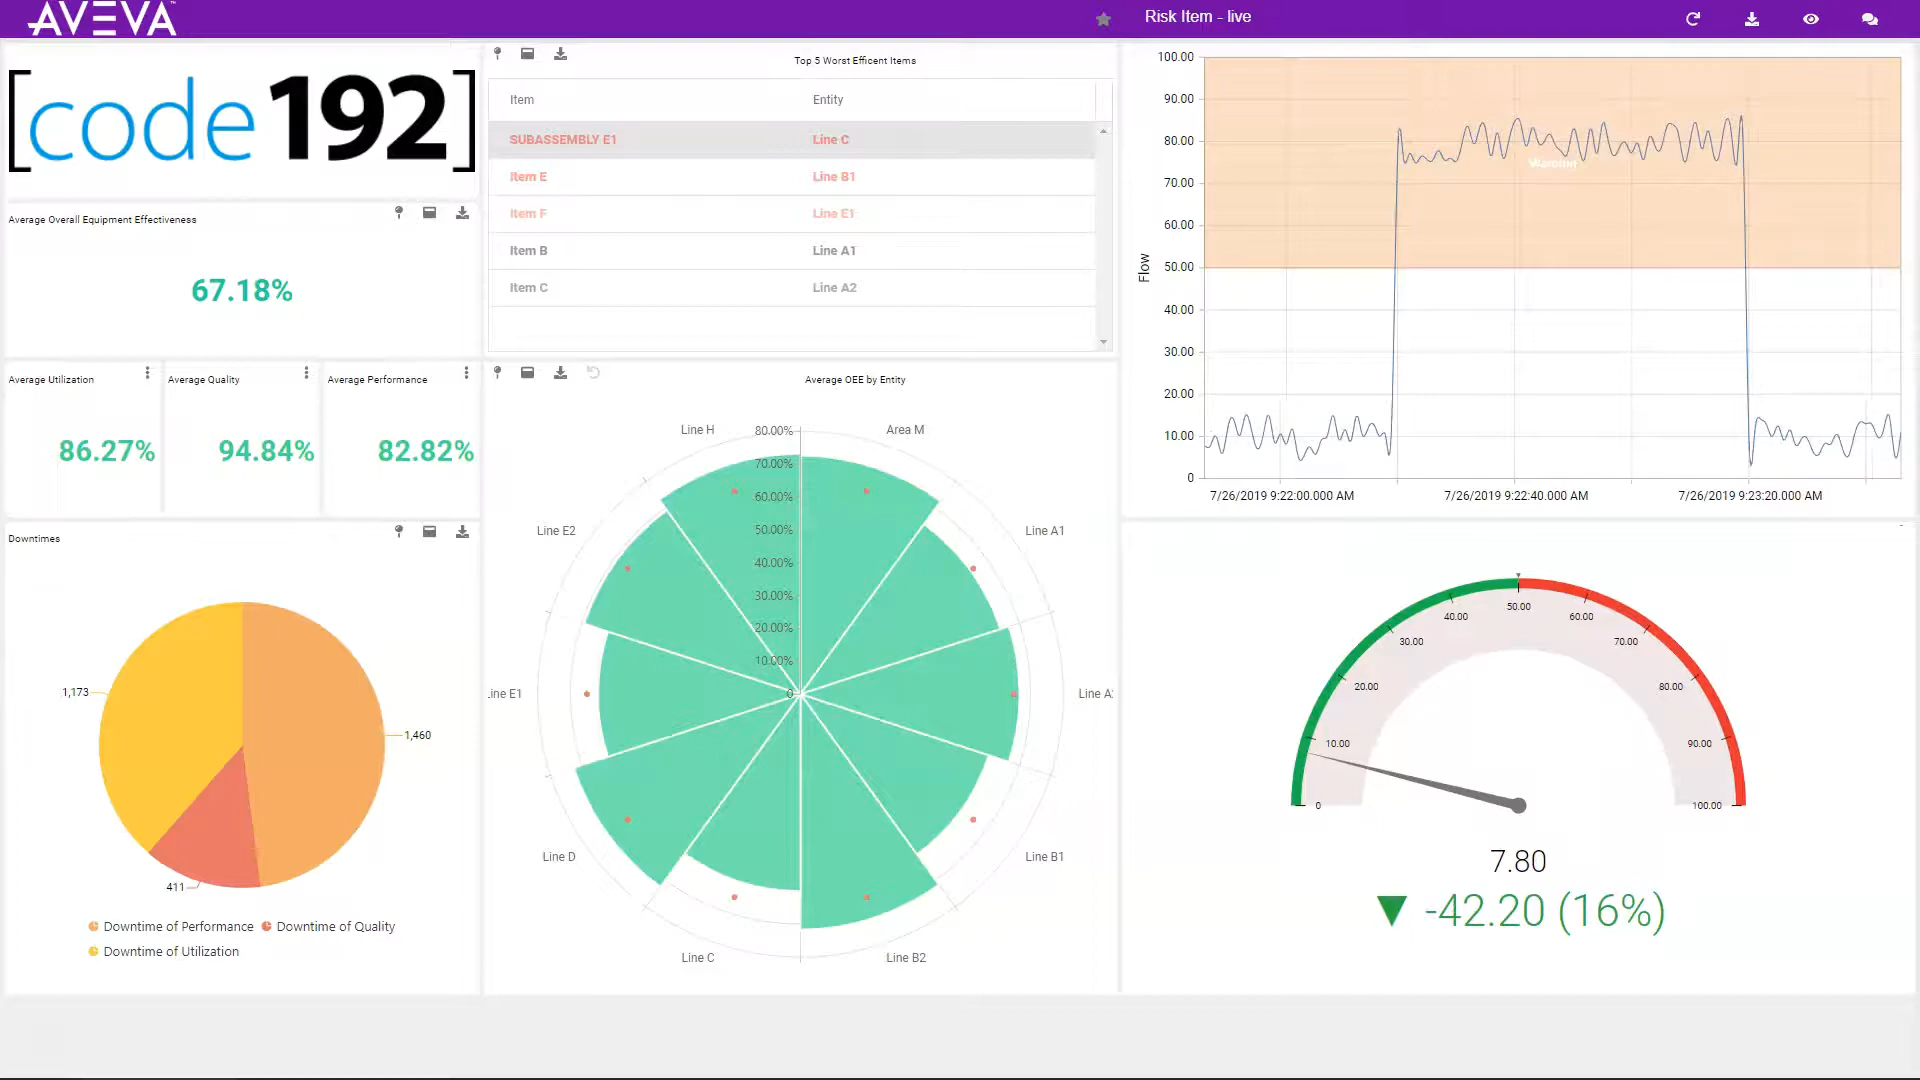 AVEVA
Risk Item - live
[code192]
Average Overall Equipment Effectiveness
67.18%
Average Utilization
86.27%
Average Quality
94.84%
Average Performance
82.82%
Downtimes
1,173
1,460
411
Downtime of Performance
Downtime of Quality
Downtime of Utilization
Top 5 Worst Efficent Items
Item Entity
SUBASSEMBLY E1 Line C
Item E Line B1
Item F Line E1
Item B Line A1
Item C Line A2
Average OEE by Entity
Line H
80.00%
Area M
70.00%
60.00%
Line E2
50.00%
Line A1
40.00%
30.00%
20.00%
10.00%
0
ine E1
Line A
Line D
Line B1
Line C
Line B2
100.00
90.00
80.00
Warning
70.00
60.00
50.00
Flow
40.00
30.00
20.00
10.00
0
7/26/2019 9:22:00.000 AM
7/26/2019 9:22:40.000 AM
7/26/2019 9:23:20.000 AM
0
10.00
20.00
30.00
40.00
50.00
60.00
70.00
80.00
90.00
100.00
7.80
▼ -42.20 (16%)